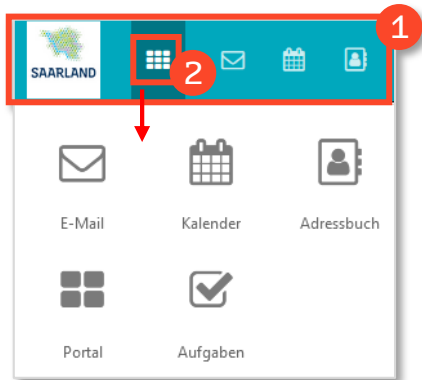 1
SAARLAND
2
E-Mail Kalender Adressbuch
Portal Aufgaben